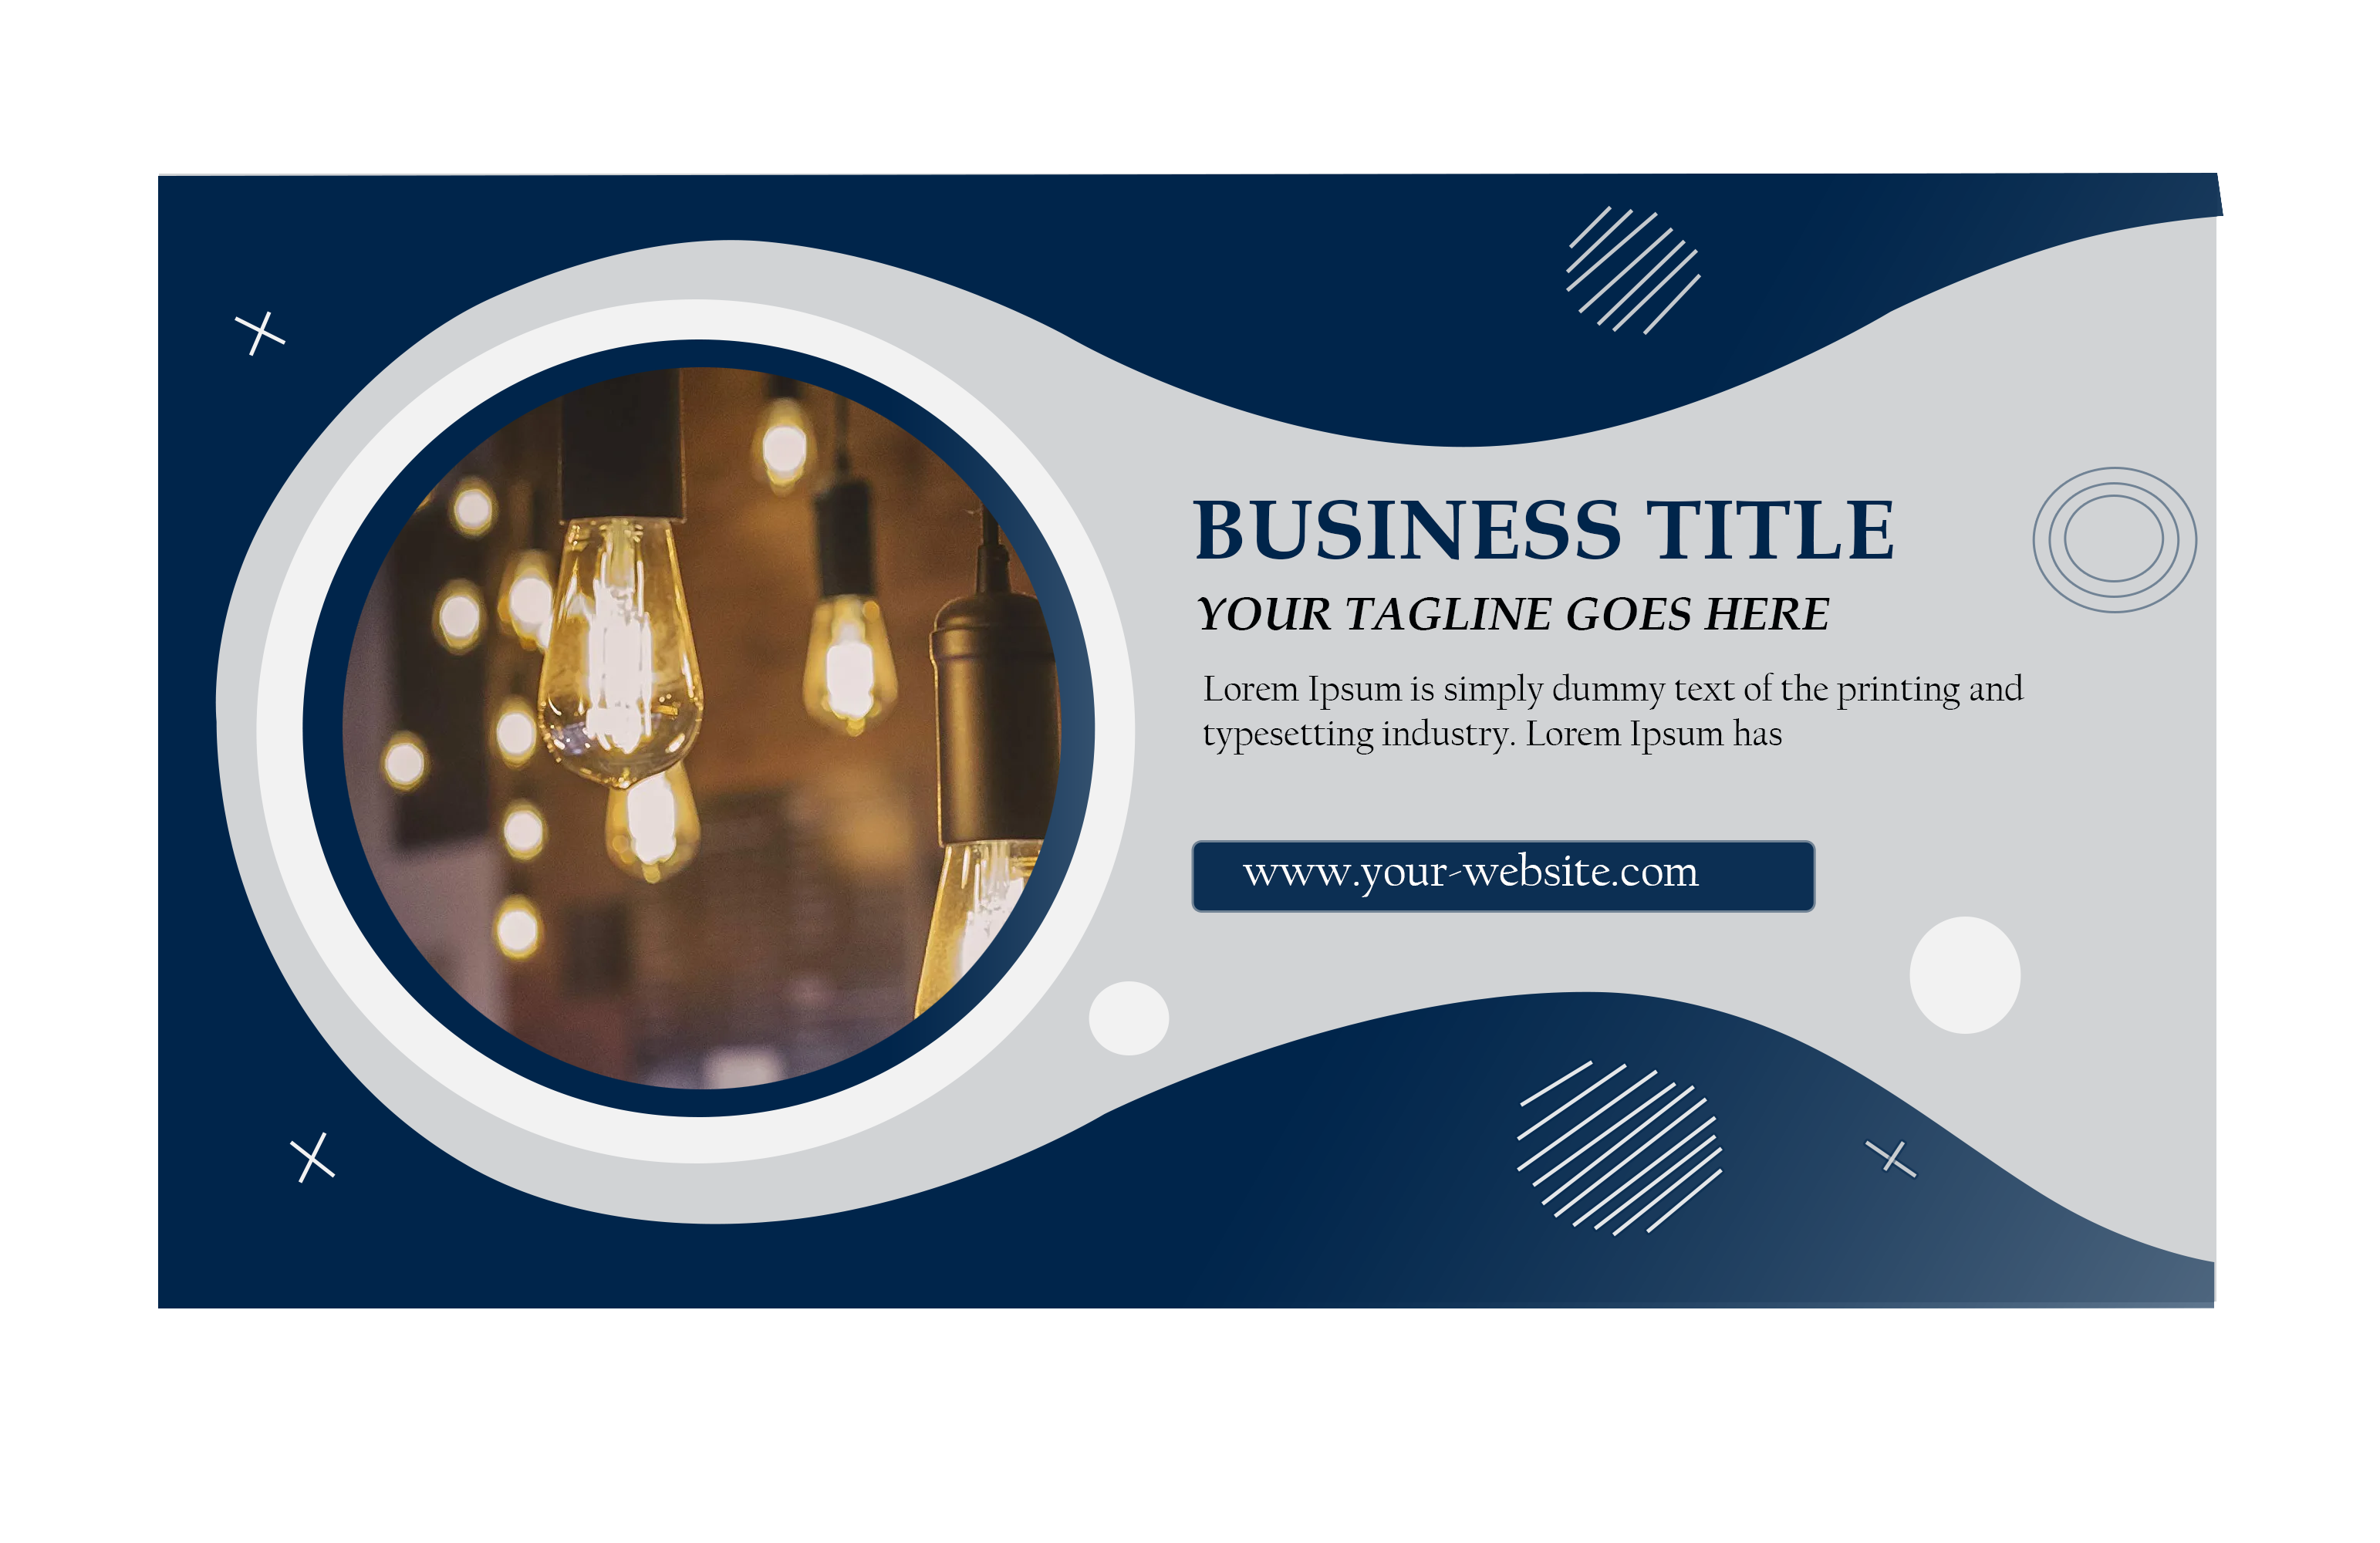 BUSINESS TITLE
YOUR TAGLINE GOES HERE
Lorem Ipsum is simply dummy text of the printing and
typesetting industry. Lorem Ipsum has
www.your-website.com